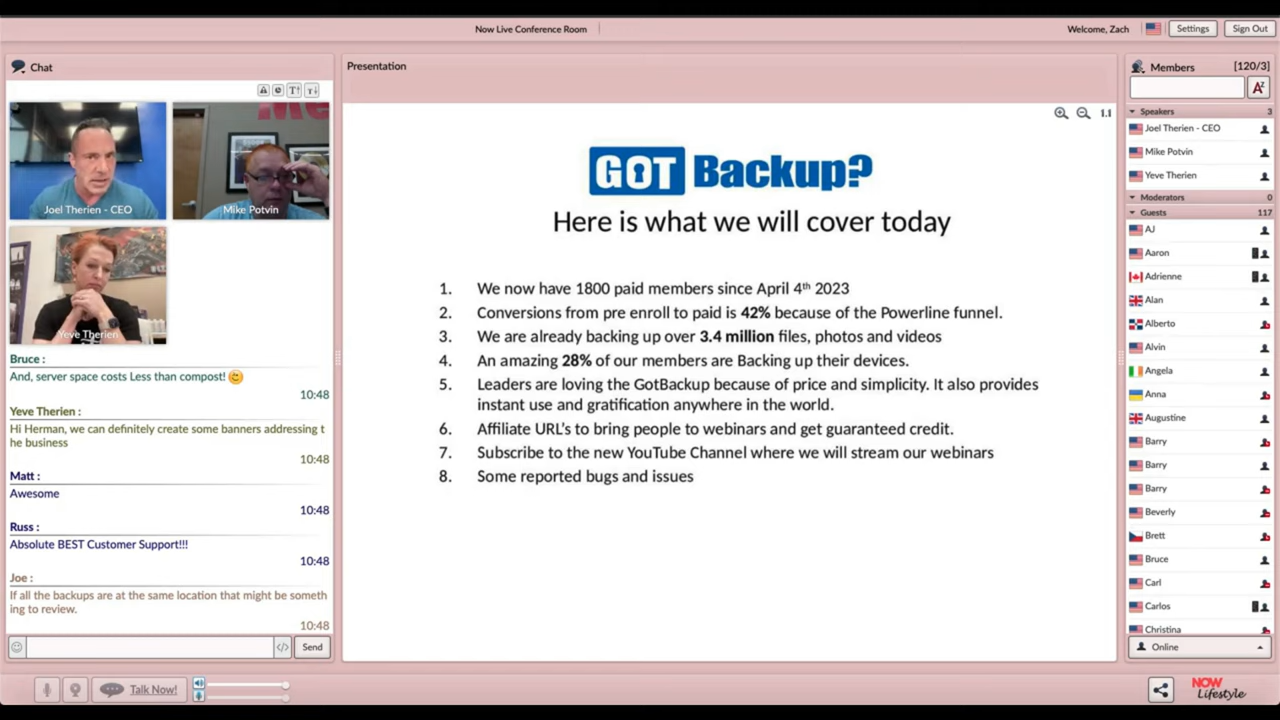 Now Live Conference Room
Welcome, Zach
Settings
Sign Out
Chat
Joel Therien - CEO
Mike Potvin
Yeve Therien
Bruce :
And, server space costs Less than compost!
10:48
Yeve Therien :
Hi Herman, we can definitely create some banners addressing t
he business
10:48
Matt :
Awesome
10:48
Russ :
Absolute BEST Customer Support!!!
10:48
Joe :
If all the backups are at the same location that might be someth
ing to review.
10:48
Send
Talk Now!
Presentation
1.1
GOT Backup?
Here is what we will cover today
1. We now have 1800 paid members since April 4th 2023
2. Conversions from pre enroll to paid is 42% because of the Powerline funnel.
3. We are already backing up over 3.4 million files, photos and videos
4. An amazing 28% of our members are Backing up their devices.
5. Leaders are loving the GotBackup because of price and simplicity. It also provides
instant use and gratification anywhere in the world.
6. Affiliate URL's to bring people to webinars and get guaranteed credit.
7. Subscribe to the new YouTube Channel where we will stream our webinars
8. Some reported bugs and issues
Members [120/3]
Speakers 3
Joel Therien - CEO
Mike Potvin
Yeve Therien
Moderators 0
Guests 117
AJ
Aaron
Adrienne
Alan
Alberto
Alvin
Angela
Anna
Augustine
Barry
Barry
Barry
Beverly
Brett
Bruce
Carl
Carlos
Christina
Online
NOW
Lifestyle